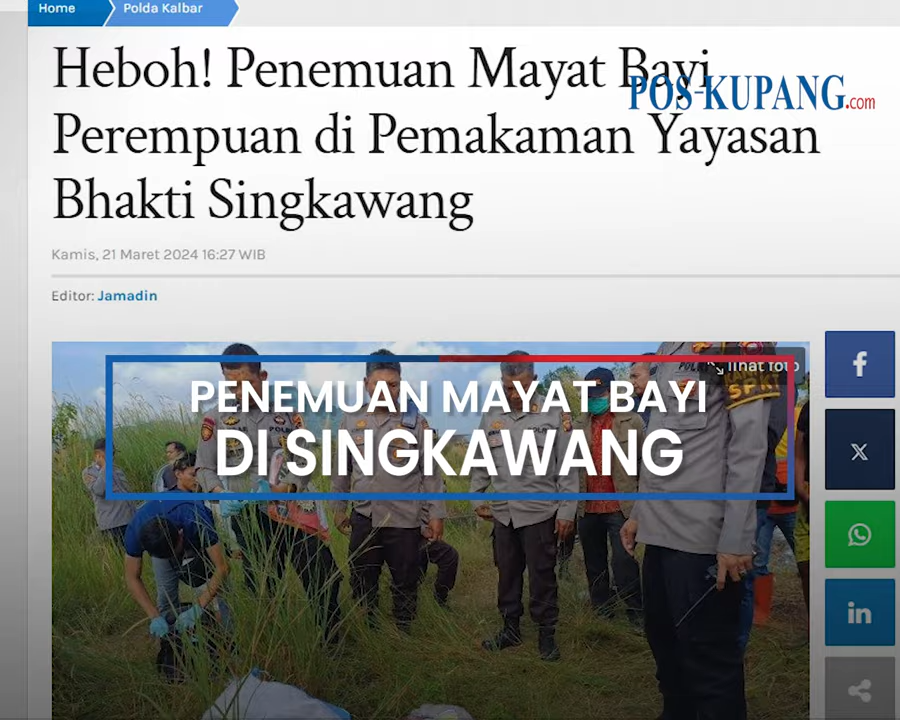 Home
Polda Kalbar
Heboh! Penemuan Mayat Bayi
POS-KUPANG.com
Perempuan di Pemakaman Yayasan
Bhakti Singkawang
Kamis, 21 Maret 2024 16:27 WIB
Editor: Jamadin
lihat foto
PENEMUAN MAYAT BAYI
DI SINGKAWANG